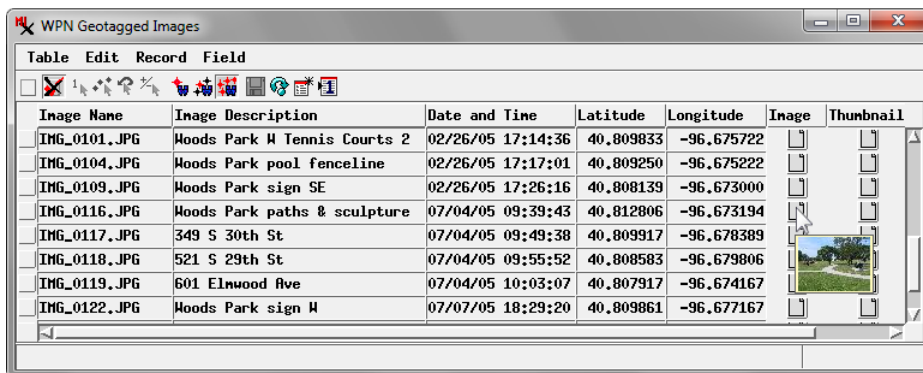 WPN Geotagged Images
Table Edit Record Field
Image Name Image Description Date and Time Latitude Longitude Image Thumbnail
IMG_0101.JPG Woods Park W Tennis Courts 2 02/26/05 17:14:36 40.809833 -96.675722
IMG_0104.JPG Woods Park pool fenceline 02/26/05 17:17:01 40.809250 -96.675222
IMG_0109.JPG Woods Park sign SE 02/26/05 17:26:16 40.808139 -96.673000
IMG_0116.JPG Woods Park paths & sculpture 07/04/05 09:39:43 40.812806 -96.673194
IMG_0117.JPG 349 S 30th St 07/04/05 09:49:38 40.809917 -96.678389
IMG_0118.JPG 521 S 29th St 07/04/05 09:55:52 40.808583 -96.679806
IMG_0119.JPG 601 Elmwood Ave 07/04/05 10:03:07 40.807917 -96.674167
IMG_0122.JPG Woods Park sign W 07/07/05 18:29:20 40.809861 -96.677167